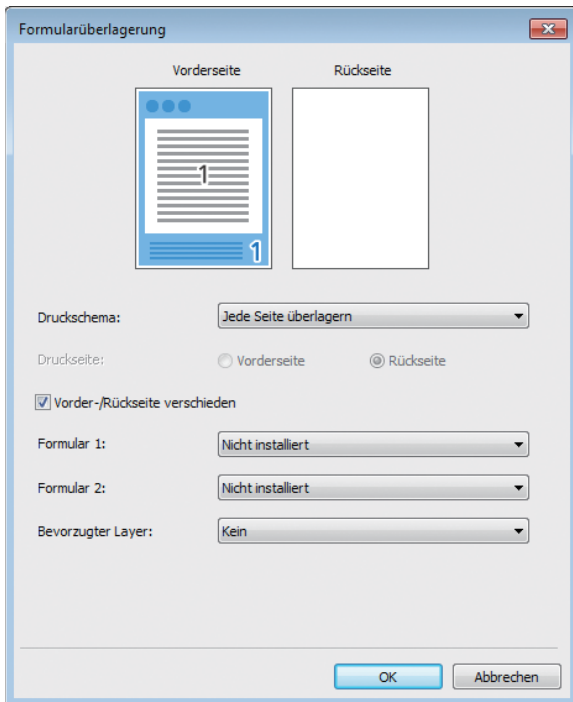 Formularüberlagerung
Vorderseite Rückseite
1
1
Druckschema: Jede Seite überlagern
Druckseite: Vorderseite Rückseite
Vorder-/Rückseite verschieden
Formular 1: Nicht installiert
Formular 2: Nicht installiert
Bevorzugter Layer: Kein
OK Abbrechen